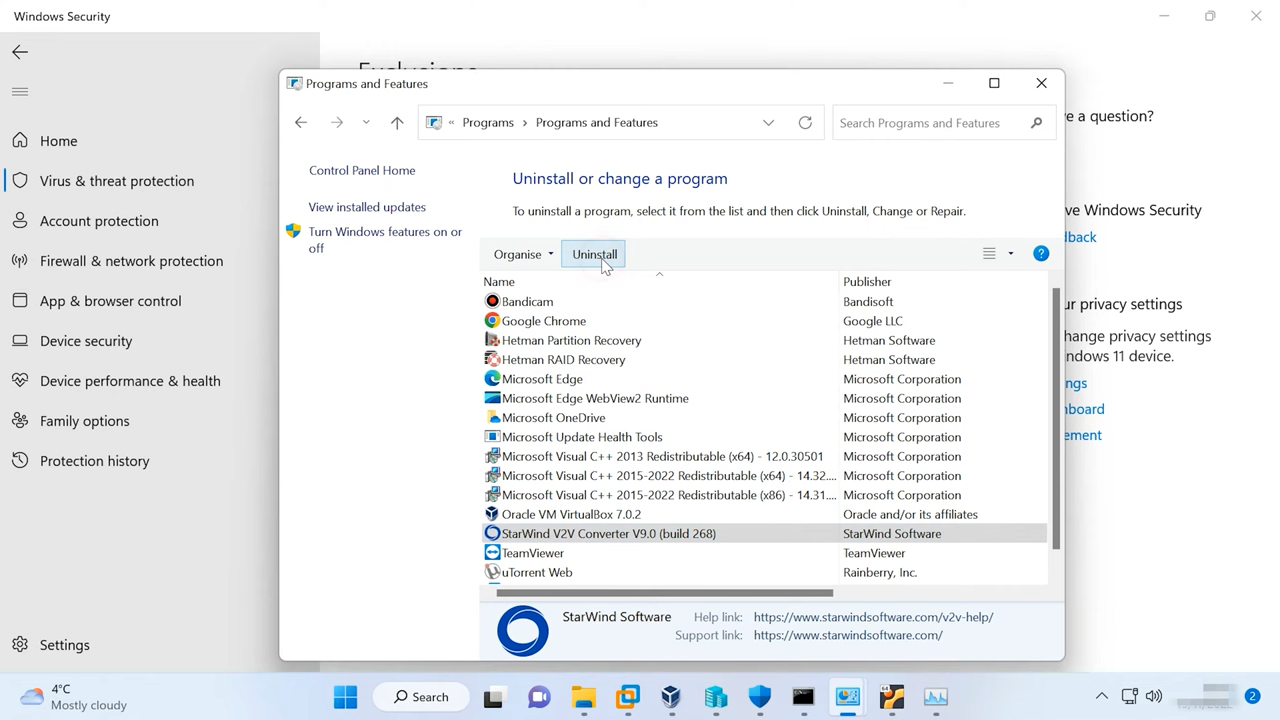 Windows Security
Home
Virus & threat protection
Account protection
Firewall & network protection
App & browser control
Device security
Device performance & health
Family options
Protection history
Settings
Exclusions
e a question?
ve Windows Security
dback
ur privacy settings
hange privacy settings
ndows 11 device.
ngs
hboard
ement
Programs and Features
« Programs › Programs and Features
Search Programs and Features
Control Panel Home
View installed updates
Turn Windows features on or
off
Uninstall or change a program
To uninstall a program, select it from the list and then click Uninstall, Change or Repair.
Organise Uninstall
Name Publisher
Bandicam Bandisoft
Google Chrome Google LLC
Hetman Partition Recovery Hetman Software
Hetman RAID Recovery Hetman Software
Microsoft Edge Microsoft Corporation
Microsoft Edge WebView2 Runtime Microsoft Corporation
Microsoft OneDrive Microsoft Corporation
Microsoft Update Health Tools Microsoft Corporation
Microsoft Visual C++ 2013 Redistributable (x64) - 12.0.30501 Microsoft Corporation
Microsoft Visual C++ 2015-2022 Redistributable (x64) - 14.32.... Microsoft Corporation
Microsoft Visual C++ 2015-2022 Redistributable (x86) - 14.31.... Microsoft Corporation
Oracle VM VirtualBox 7.0.2 Oracle and/or its affiliates
StarWind V2V Converter V9.0 (build 268) StarWind Software
TeamViewer TeamViewer
uTorrent Web Rainberry, Inc.
StarWind Software Help link: https://www.starwindsoftware.com/v2v-help/
Support link: https://www.starwindsoftware.com/
4°C
Mostly cloudy
Search
2